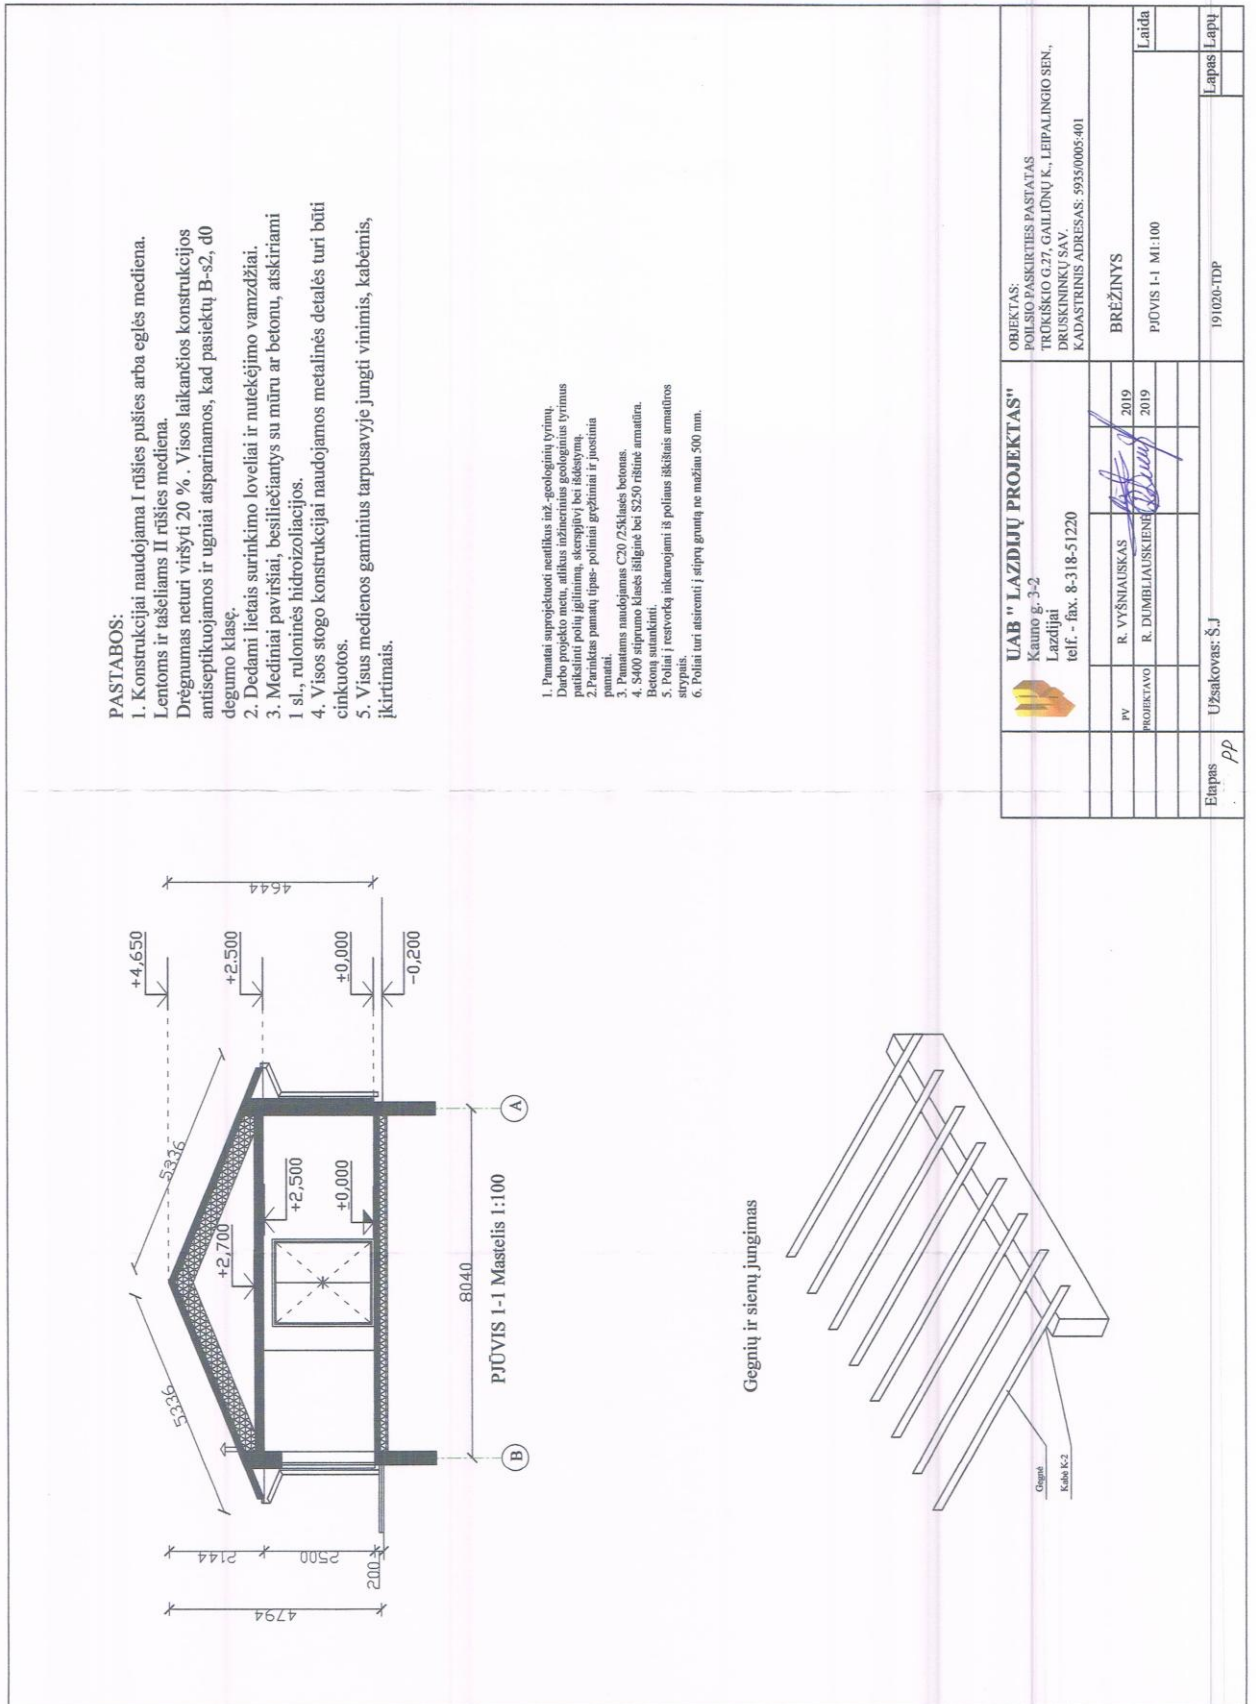 PASTABOS:
1. Konstrukcijai naudojama I rūšies pušies arba eglės mediena.
Lentoms ir tašeliams II rūšies mediena.
Drėgnumas neturi viršyti 20 % . Visos laikančios konstrukcijos
antiseptikuojamos ir ugniai atsparinamos, kad pasiektų B-s2, d0
degumo klasę.
2. Dedami lietais surinkimo loveliai ir nutekėjimo vamzdžiai.
3. Mediniai paviršiai, besiliečiantys su mūru ar betonu, atskiriami
1 sl., ruloninės hidroizoliacijos.
4. Visos stogo konstrukcijai naudojamos metalinės detalės turi būti
cinkuotos.
5. Visus medienos gaminius tarpusavyje jungti vinimis, kabėmis,
įkirtimais.
1. Pamatai suprojektuoti neatlikus inž.-geologinių tyrimų.
Darbo projekto metu, atlikus inžinerinius geologinius tyrimus
patikslinti polių įgilinimą, skerspjūvį bei išdėstymą.
2.Parinktas pamatų tipas- poliniai gręžtiniai ir juostinia
pamatai.
3. Pamatams naudojamas C20 /25klasės betonas.
4. S400 stiprumo klasės išilginė bei S250 rištinė armatūra.
Betoną sutankinti.
5. Poliai į restvorką inkaruojami iš poliaus iškištais armatūros
strypais.
6. Poliai turi atsiremti į stiprų gruntą ne mažiau 500 mm.
4794
2144
2500
200
5336
5336
+2,700
+2,500
±0,000
8040
B
A
+4,650
+2.500
±0,000
-0,200
4644
PJŪVIS 1-1 Mastelis 1:100
Gegnių ir sienų jungimas
Gegnė
Kabė K-2
UAB " LAZDIJŲ PROJEKTAS"
Kauno g. 3-2
Lazdijai
telf. - fax. 8-318-51220
OBJEKTAS:
POILSIO PASKIRTIES PASTATAS
TRŪKIŠKIO G.27, GAILIŪNŲ K., LEIPALINGIO SEN.,
DRUSKININKŲ SAV.
KADASTRINIS ADRESAS: 5935/0005:401
PV R. VYŠNIAUSKAS 2019
PROJEKTAVO R. DUMBLIAUSKIENĖ 2019
BRĖŽINYS
PJŪVIS 1-1 M1:100
Laida
Etapas
PP
Užsakovas: Š.J
191020-TDP
Lapas Lapų